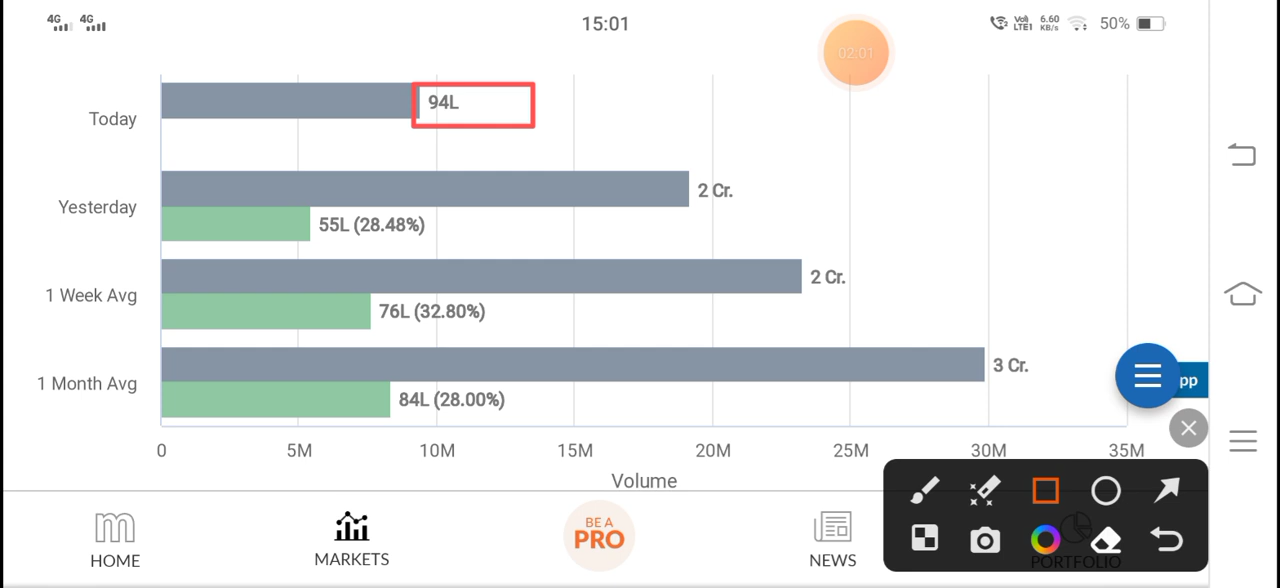 4G 4G 15:01 VoLTE1 6.60 KB/s 50%
02:01
Today 94L
Yesterday 2 Cr.
55L (28.48%)
1 Week Avg 2 Cr.
76L (32.80%)
1 Month Avg 3 Cr.
84L (28.00%)
pp
0 5M 10M 15M 20M 25M 30M 35M
Volume
m HOME
MARKETS
BE A
PRO
NEWS
PORTFOLIO